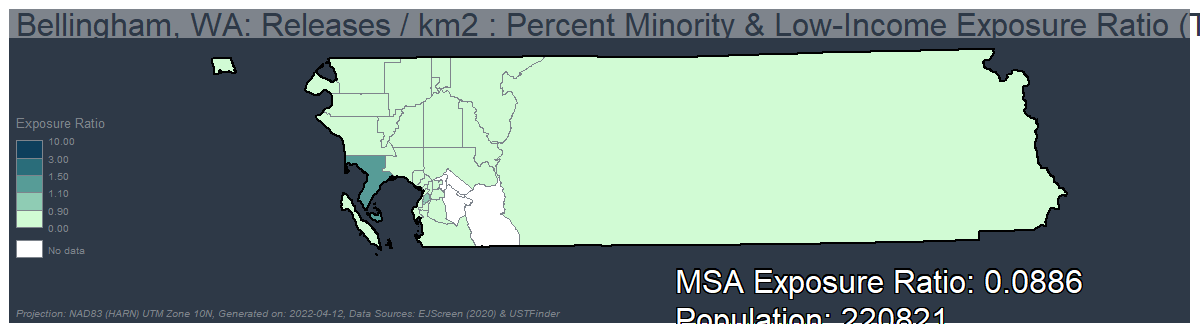 Bellingham, WA: Releases / km2 : Percent Minority & Low-Income Exposure Ratio (T
Exposure Ratio
10.00
3.00
1.50
1.10
0.90
0.00
No data
MSA Exposure Ratio: 0.0886
Population: 220821
Projection: NAD83 (HARN) UTM Zone 10N, Generated on: 2022-04-12, Data Sources: EJScreen (2020) & USTFinder